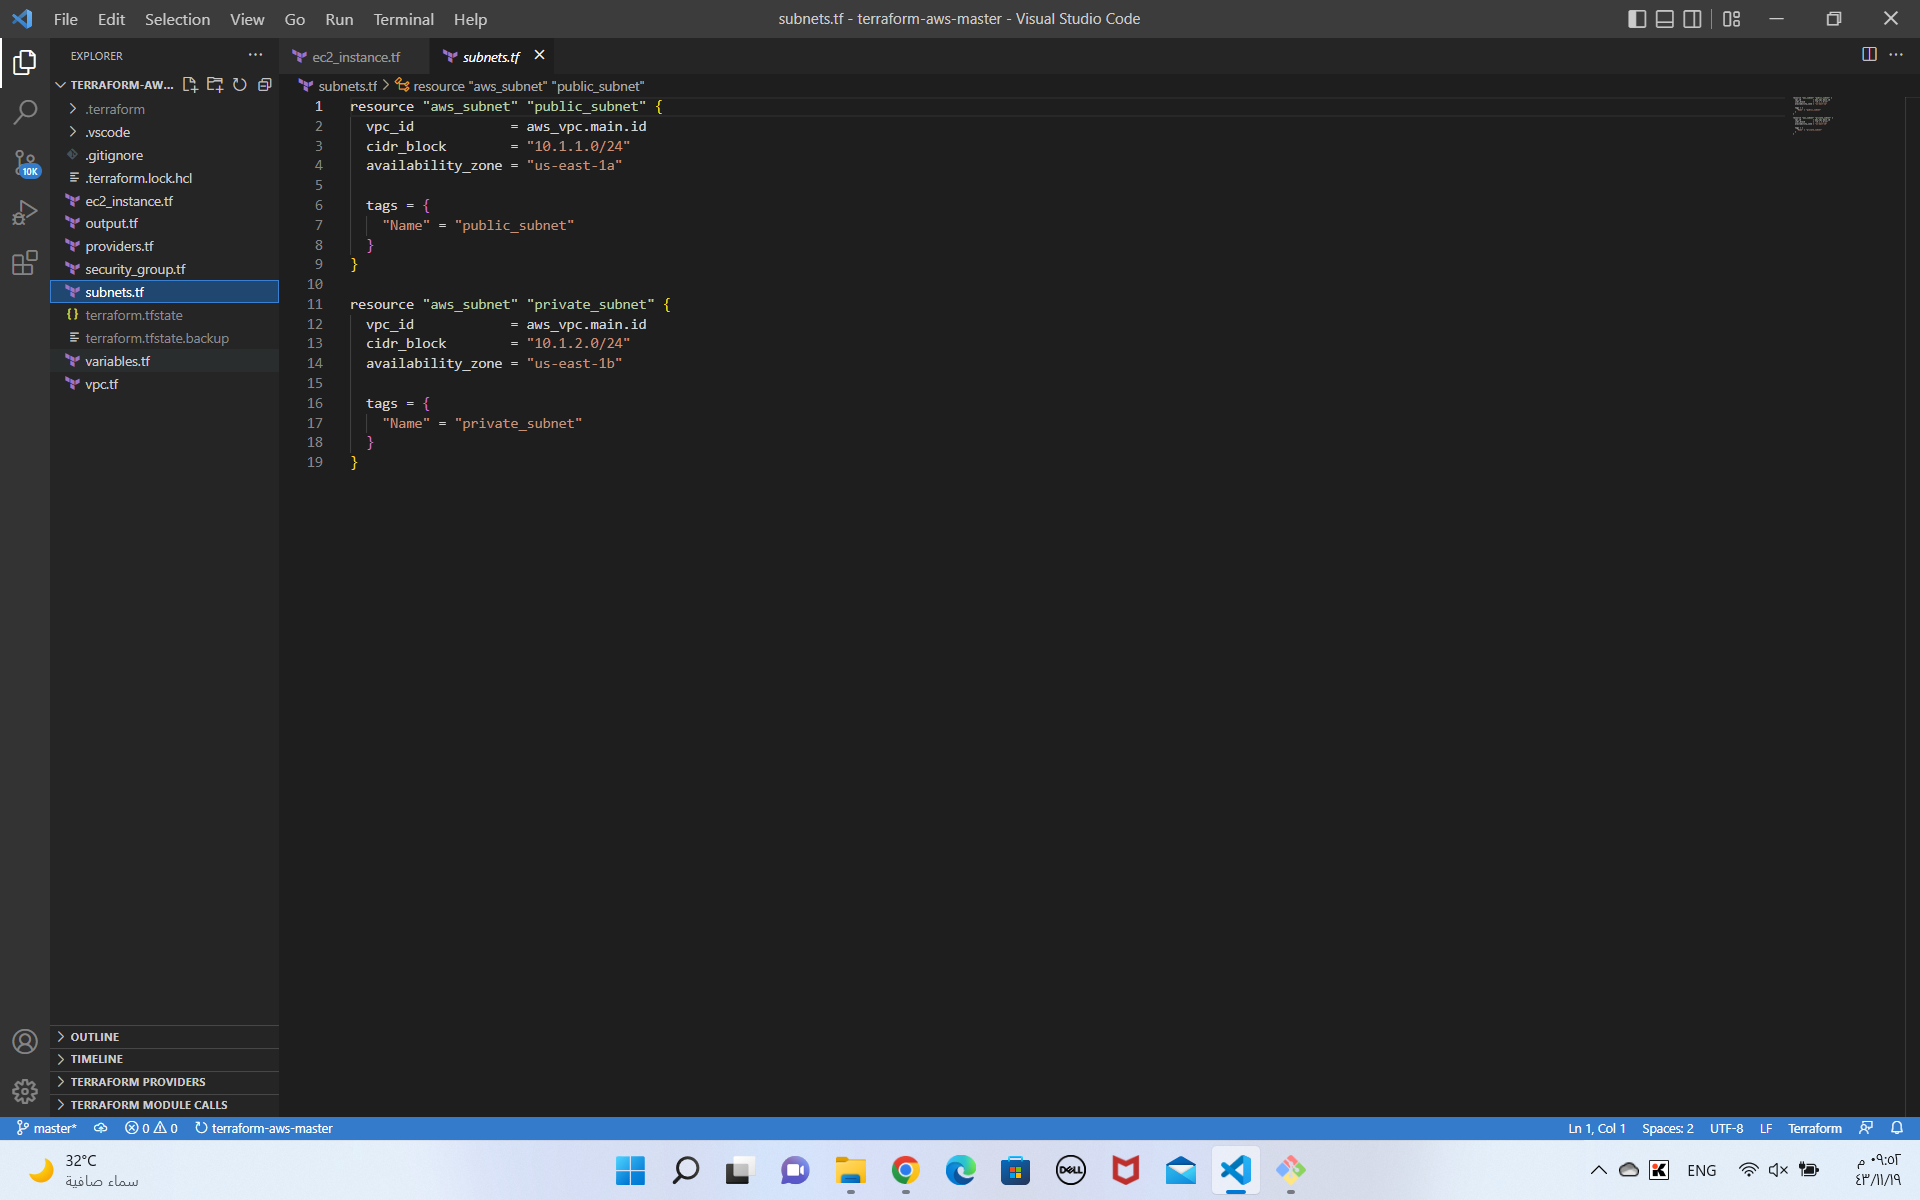 File Edit Selection View Go Run Terminal Help
subnets.tf - terraform-aws-master - Visual Studio Code
EXPLORER
TERRAFORM-AW...
.terraform
.vscode
.gitignore
.terraform.lock.hcl
ec2_instance.tf
output.tf
providers.tf
security_group.tf
subnets.tf
terraform.tfstate
terraform.tfstate.backup
variables.tf
vpc.tf
10K
OUTLINE
TIMELINE
TERRAFORM PROVIDERS
TERRAFORM MODULE CALLS
ec2_instance.tf subnets.tf
subnets.tf > resource "aws_subnet" "public_subnet"
1 resource "aws_subnet" "public_subnet" {
2   vpc_id            = aws_vpc.main.id
3   cidr_block        = "10.1.1.0/24"
4   availability_zone = "us-east-1a"
5
6   tags = {
7     "Name" = "public_subnet"
8   }
9 }
10
11 resource "aws_subnet" "private_subnet" {
12   vpc_id            = aws_vpc.main.id
13   cidr_block        = "10.1.2.0/24"
14   availability_zone = "us-east-1b"
15
16   tags = {
17     "Name" = "private_subnet"
18   }
19 }
master* 0 0 terraform-aws-master Ln 1, Col 1 Spaces: 2 UTF-8 LF Terraform
32°C
سماء صافية
DELL
K
ENG
٠٩:٥٢ م
٤٣/١١/١٩